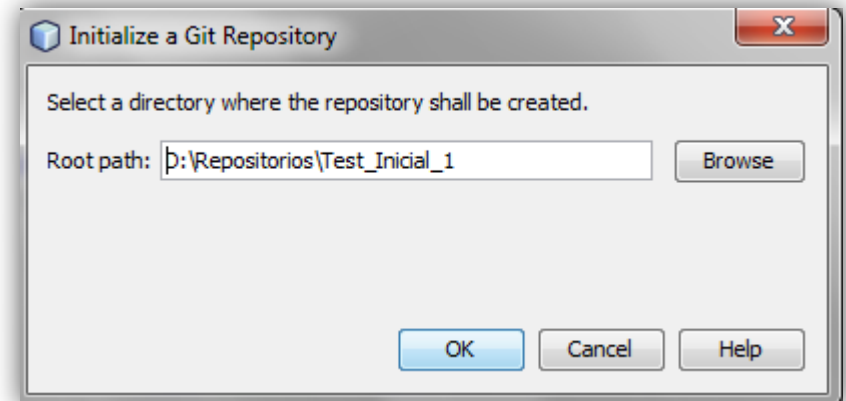 Initialize a Git Repository
Select a directory where the repository shall be created.
Root path: D:\Repositorios\Test_Inicial_1 Browse
OK Cancel Help